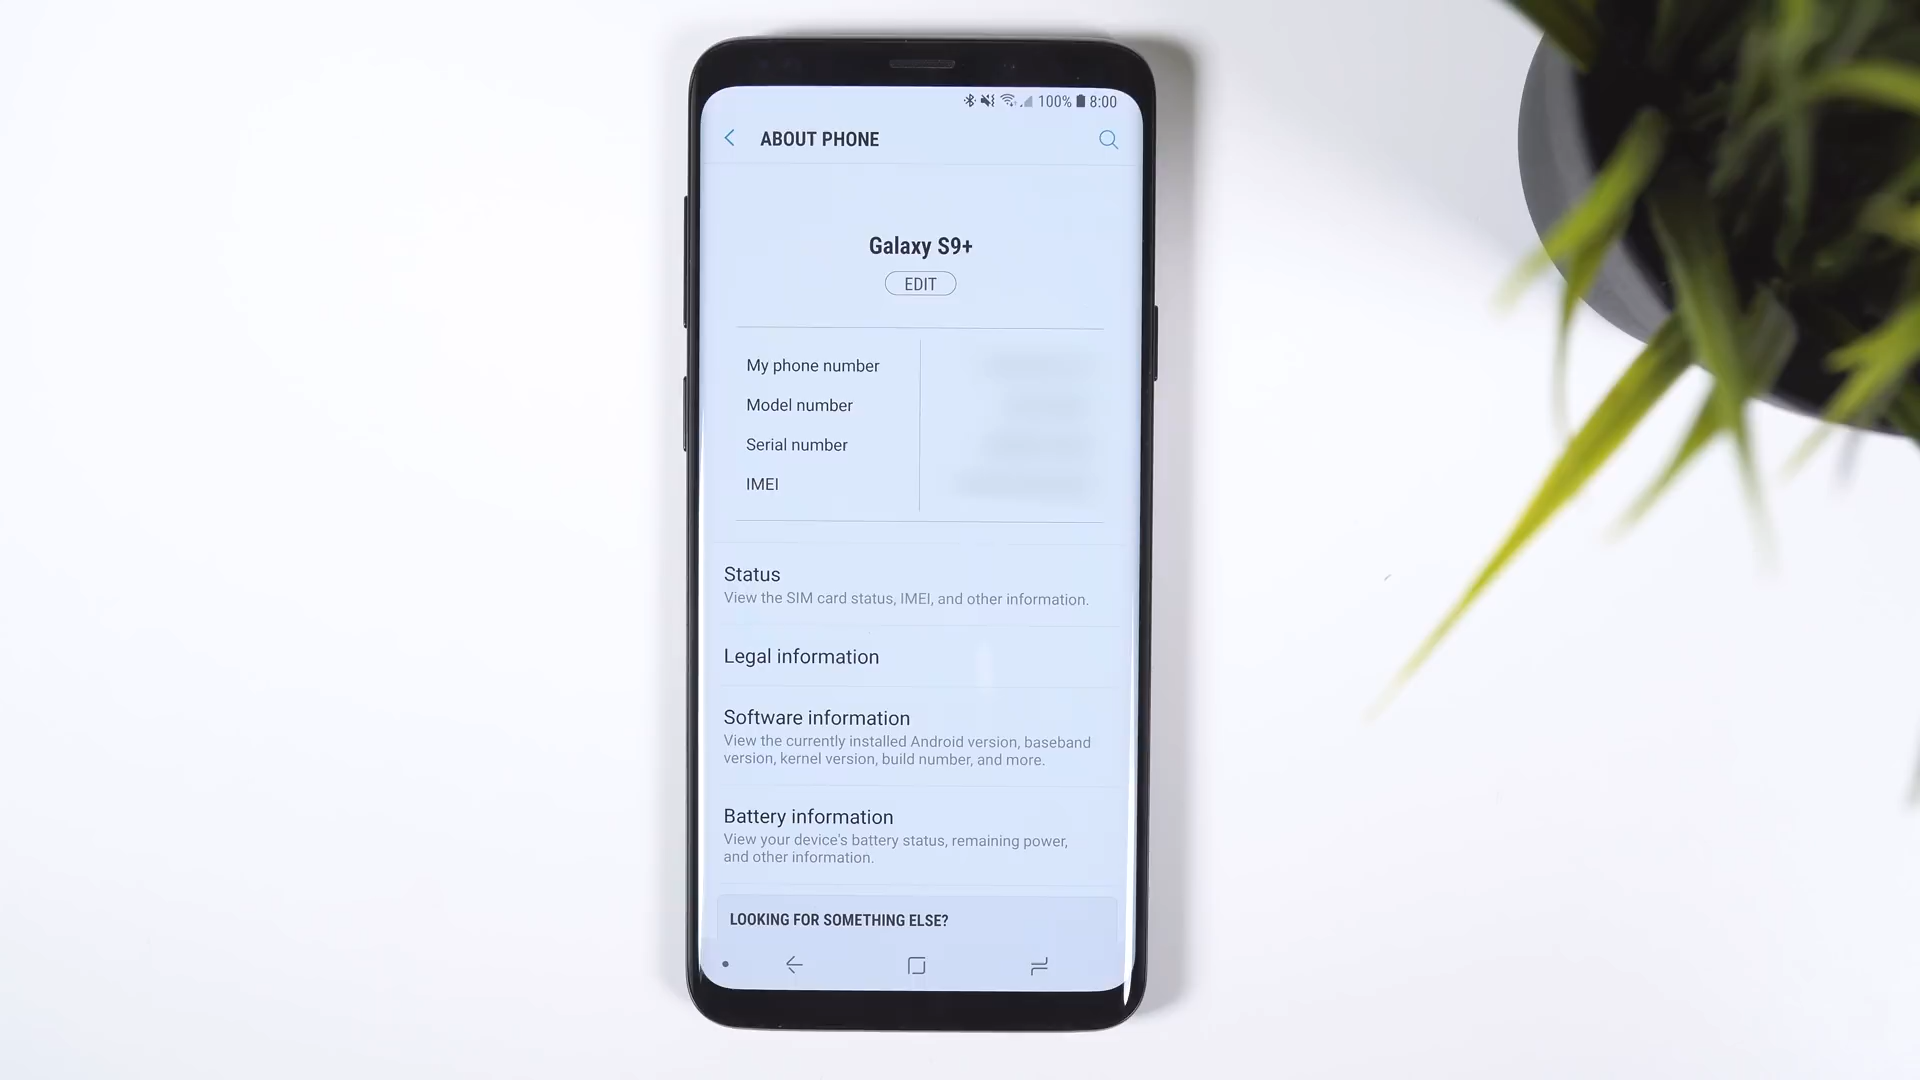 100% 8:00
ABOUT PHONE
Galaxy S9+
EDIT
My phone number
Model number
Serial number
IMEI
Status
View the SIM card status, IMEI, and other information.
Legal information
Software information
View the currently installed Android version, baseband
version, kernel version, build number, and more.
Battery information
View your device's battery status, remaining power,
and other information.
LOOKING FOR SOMETHING ELSE?